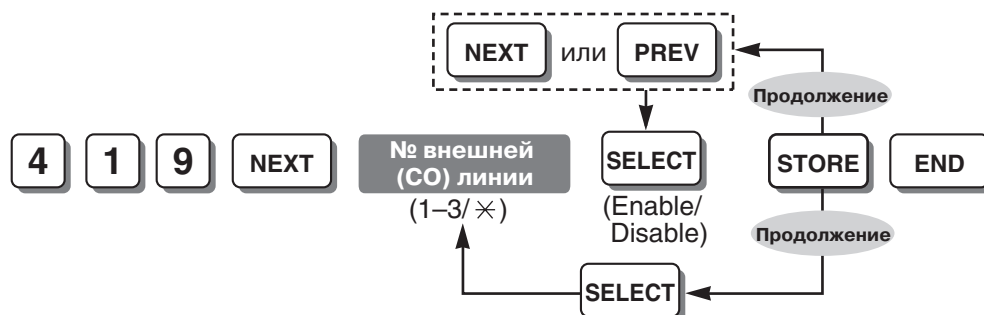 NEXT или PREV
Продолжение
4 1 9 NEXT № внешней (CO) линии SELECT STORE END
(1–3/✳)
(Enable/
Disable)
Продолжение
SELECT